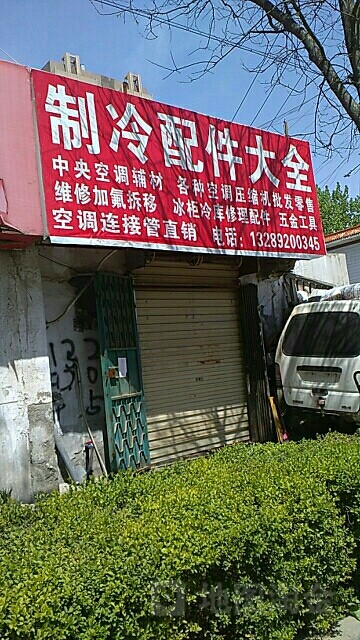 制冷配件大全
中央空调辅材 各种空调压缩机批发零售
维修加氟拆移 冰柜冷库修理配件 五金工具
空调连接管直销 电话:13289200345